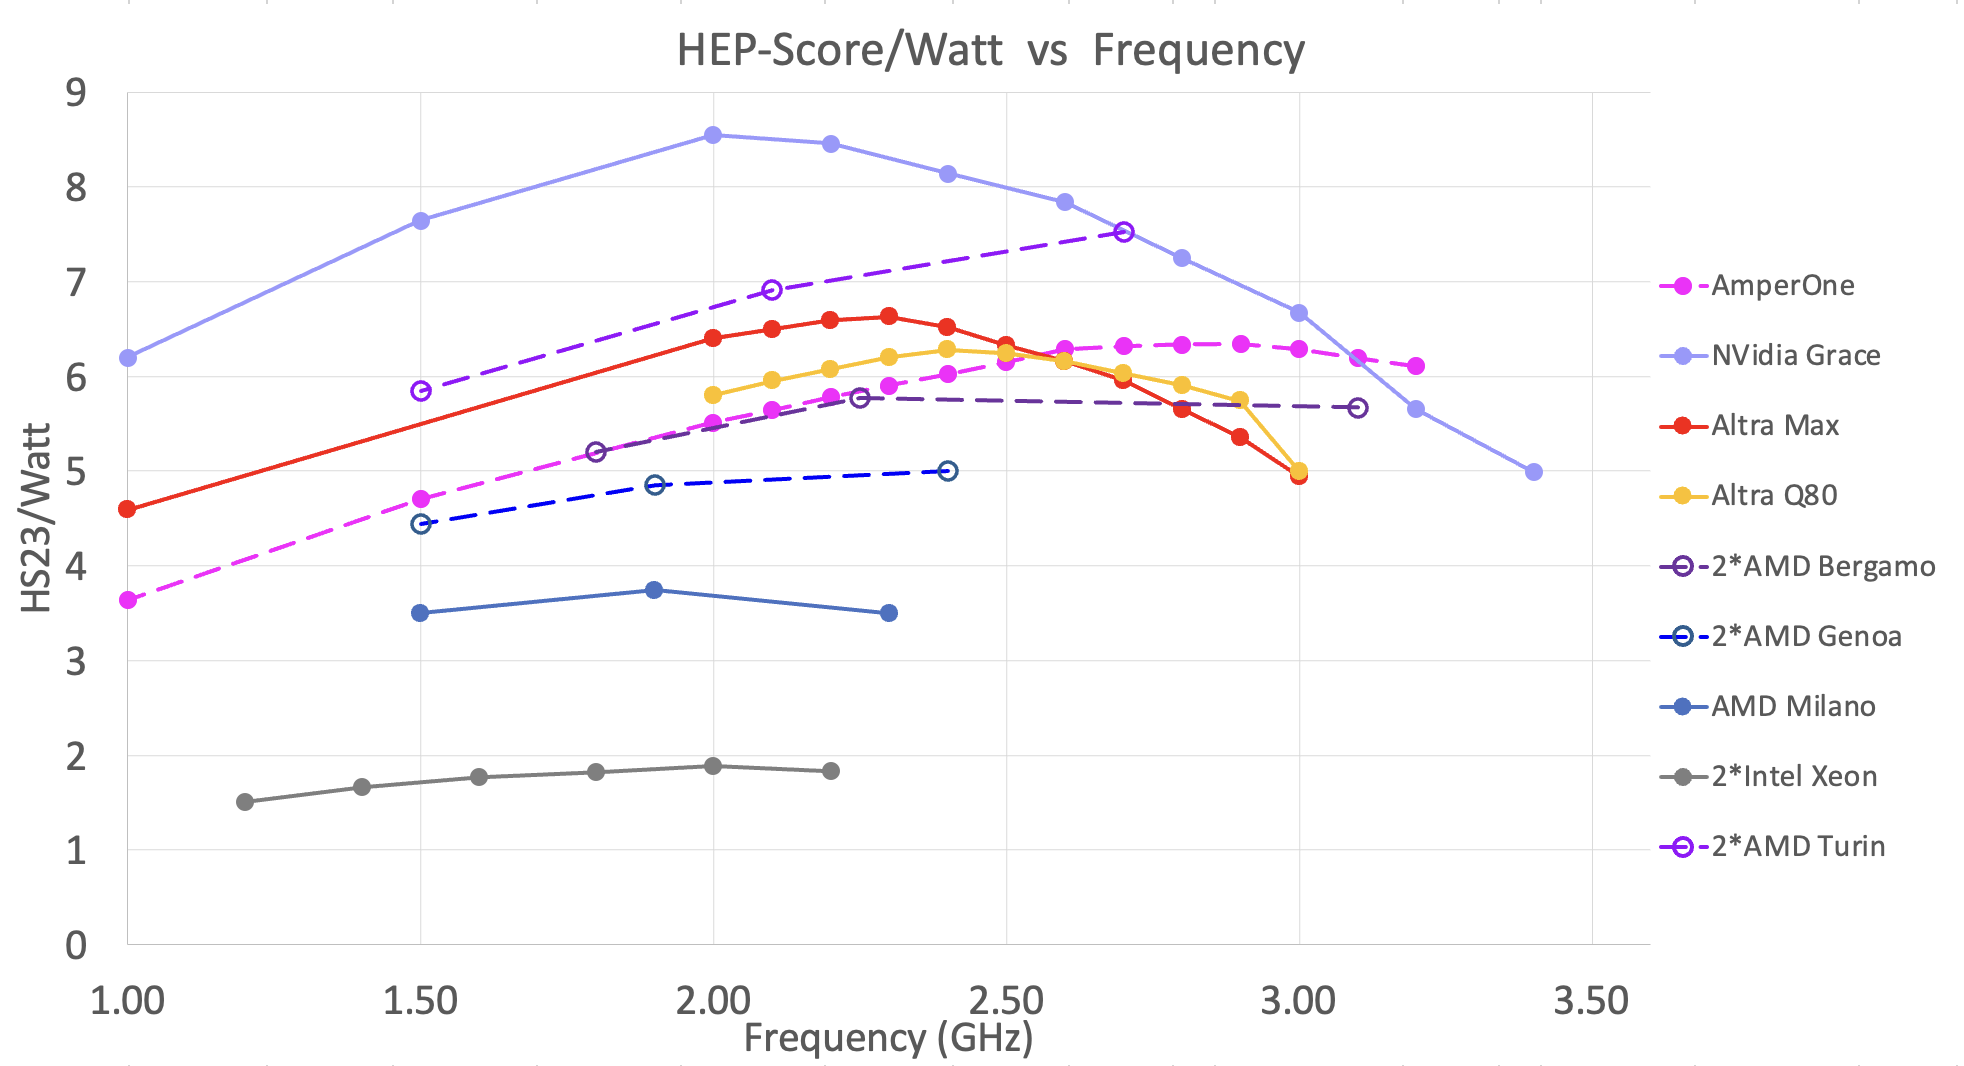 HEP-Score/Watt vs Frequency
9
8
7
6
5
4
3
2
1
0
HS23/Watt
1.00 1.50 2.00 2.50 3.00 3.50
Frequency (GHz)
AmperOne
NVidia Grace
Altra Max
Altra Q80
2*AMD Bergamo
2*AMD Genoa
AMD Milano
2*Intel Xeon
2*AMD Turin